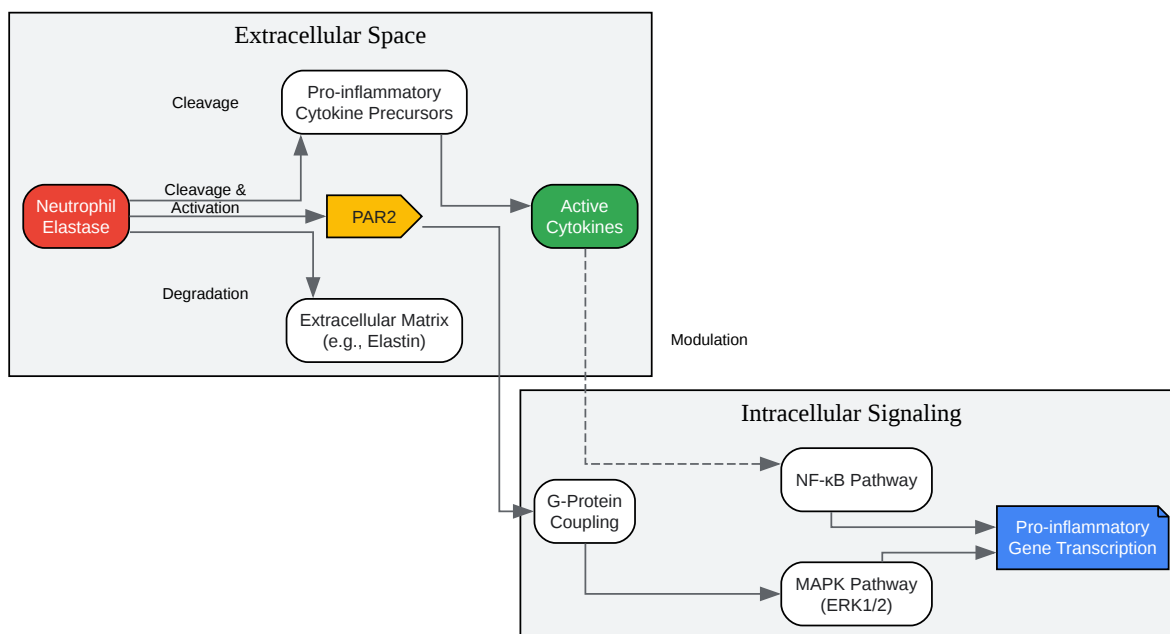 Extracellular Space
Pro-inflammatory
Cytokine Precursors
Cleavage
Neutrophil
Elastase
Cleavage &
Activation
PAR2
Active
Cytokines
Degradation
Extracellular Matrix
(e.g., Elastin)
Modulation
Intracellular Signaling
NF-κB Pathway
G-Protein
Coupling
Pro-inflammatory
Gene Transcription
MAPK Pathway
(ERK1/2)